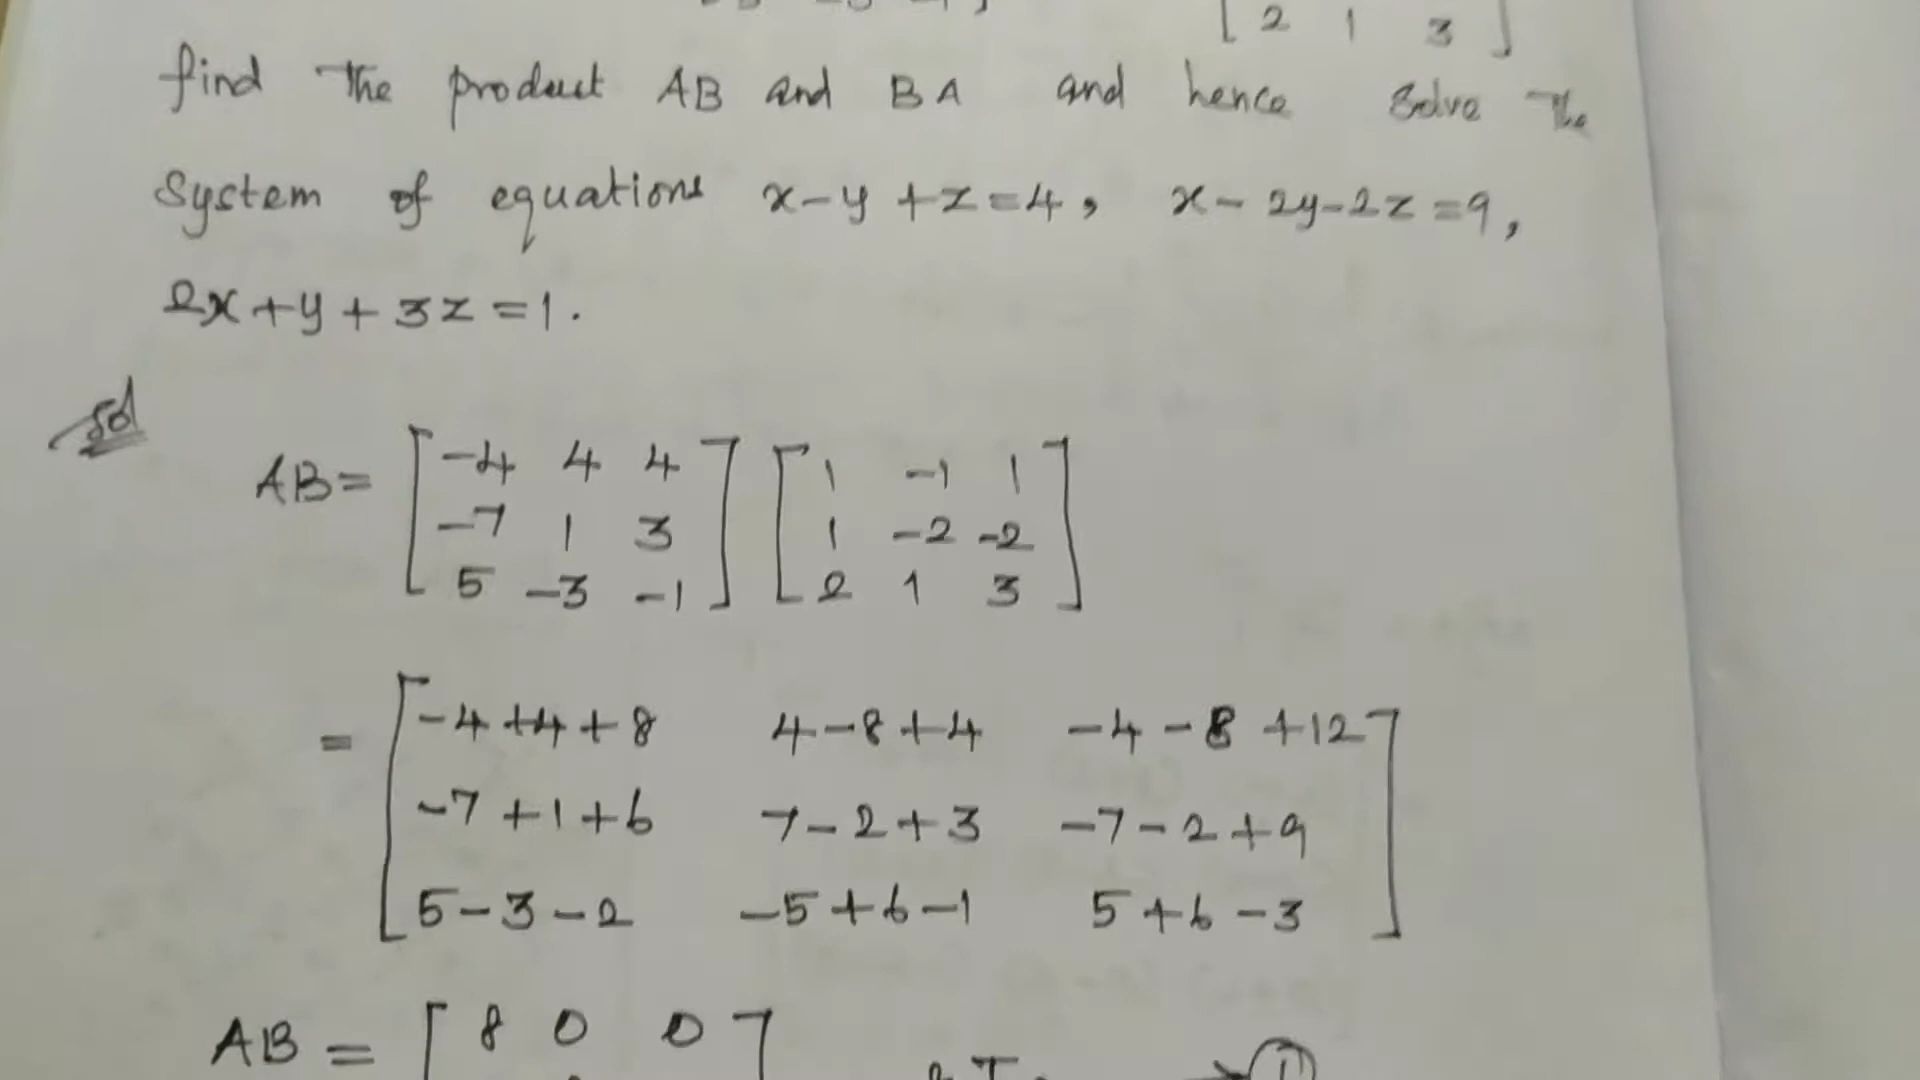 [ 2 1 3 ]
find the product AB and BA and hence Solve The
System of equations x-y+z=4, x-2y-2z=9,
2x+y+3z=1.
Sol
AB= [ -4 4 4 ] [ 1 -1 1 ]
[ -7 1 3 ] [ 1 -2 -2 ]
[ 5 -3 -1 ] [ 2 1 3 ]
= [ -4+4+8 4-8+4 -4-8+12 ]
[ -7+1+6 7-2+3 -7-2+9 ]
[ 5-3-2 -5+6-1 5+6-3 ]
AB = [ 8 0 0 ]